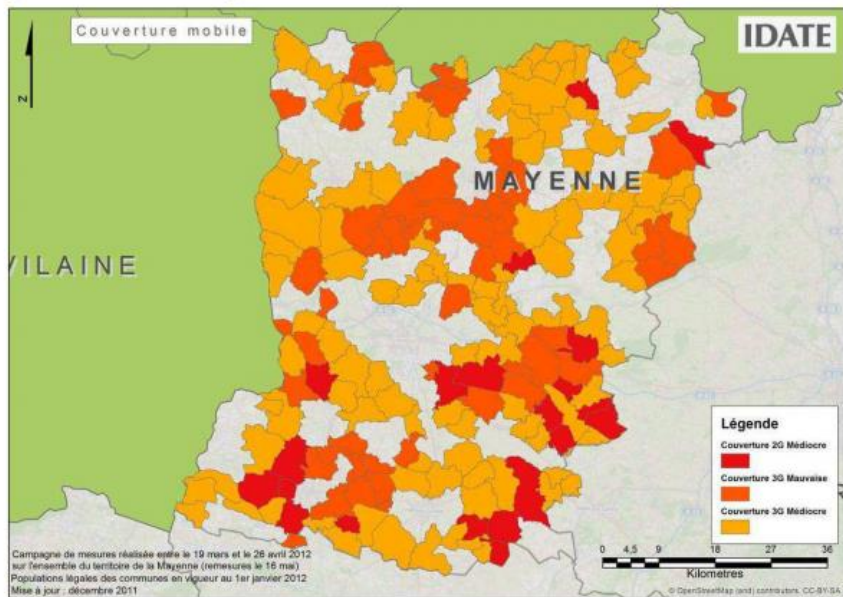 Couverture mobile
IDATE
N
MAYENNE
VILAINE
Légende
Couverture 2G Médiocre
Couverture 3G Mauvaise
Couverture 3G Médiocre
Campagne de mesures réalisée entre le 19 mars et le 26 avril 2012
sur l'ensemble du territoire de la Mayenne (remesures le 16 mai)
Populations légales des communes en vigueur au 1er janvier 2012
Mise à jour : décembre 2011
0 4,5 9 18 27 36
Kilometres
© OpenStreetMap (and) contributors, CC-BY-SA